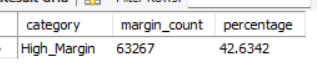 category margin_count percentage
High_Margin 63267 42.6342